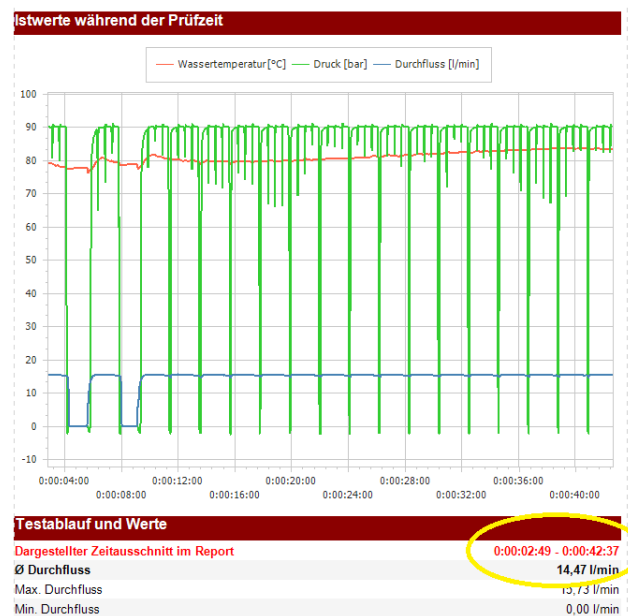 Istwerte während der Prüfzeit
Wassertemperatur[°C] Druck [bar] Durchfluss [l/min]
100
90
80
70
60
50
40
30
20
10
0
-10
0:00:04:00 0:00:12:00 0:00:20:00 0:00:28:00 0:00:36:00
0:00:08:00 0:00:16:00 0:00:24:00 0:00:32:00 0:00:40:00
Testablauf und Werte
Dargestellter Zeitausschnitt im Report 0:00:02:49 - 0:00:42:37
Ø Durchfluss 14,47 l/min
Max. Durchfluss 15,73 l/min
Min. Durchfluss 0,00 l/min